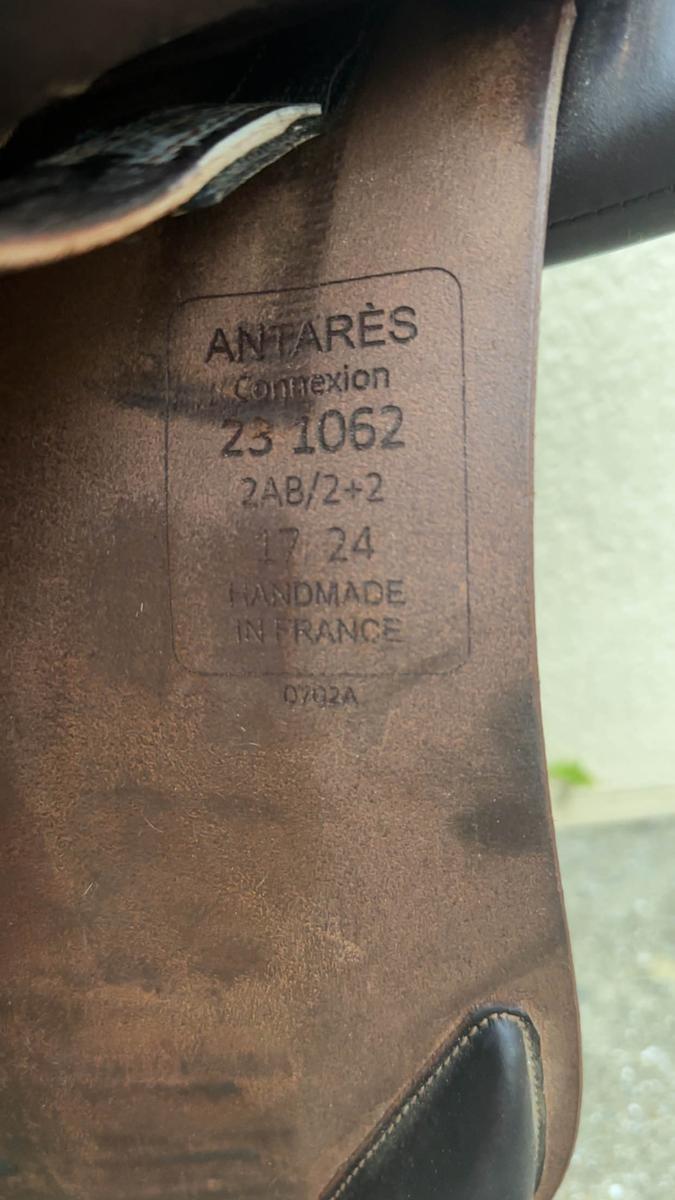 ANTARÈS
Connexion
23 1062
2AB/2+2
17 24
HANDMADE
IN FRANCE
0702A